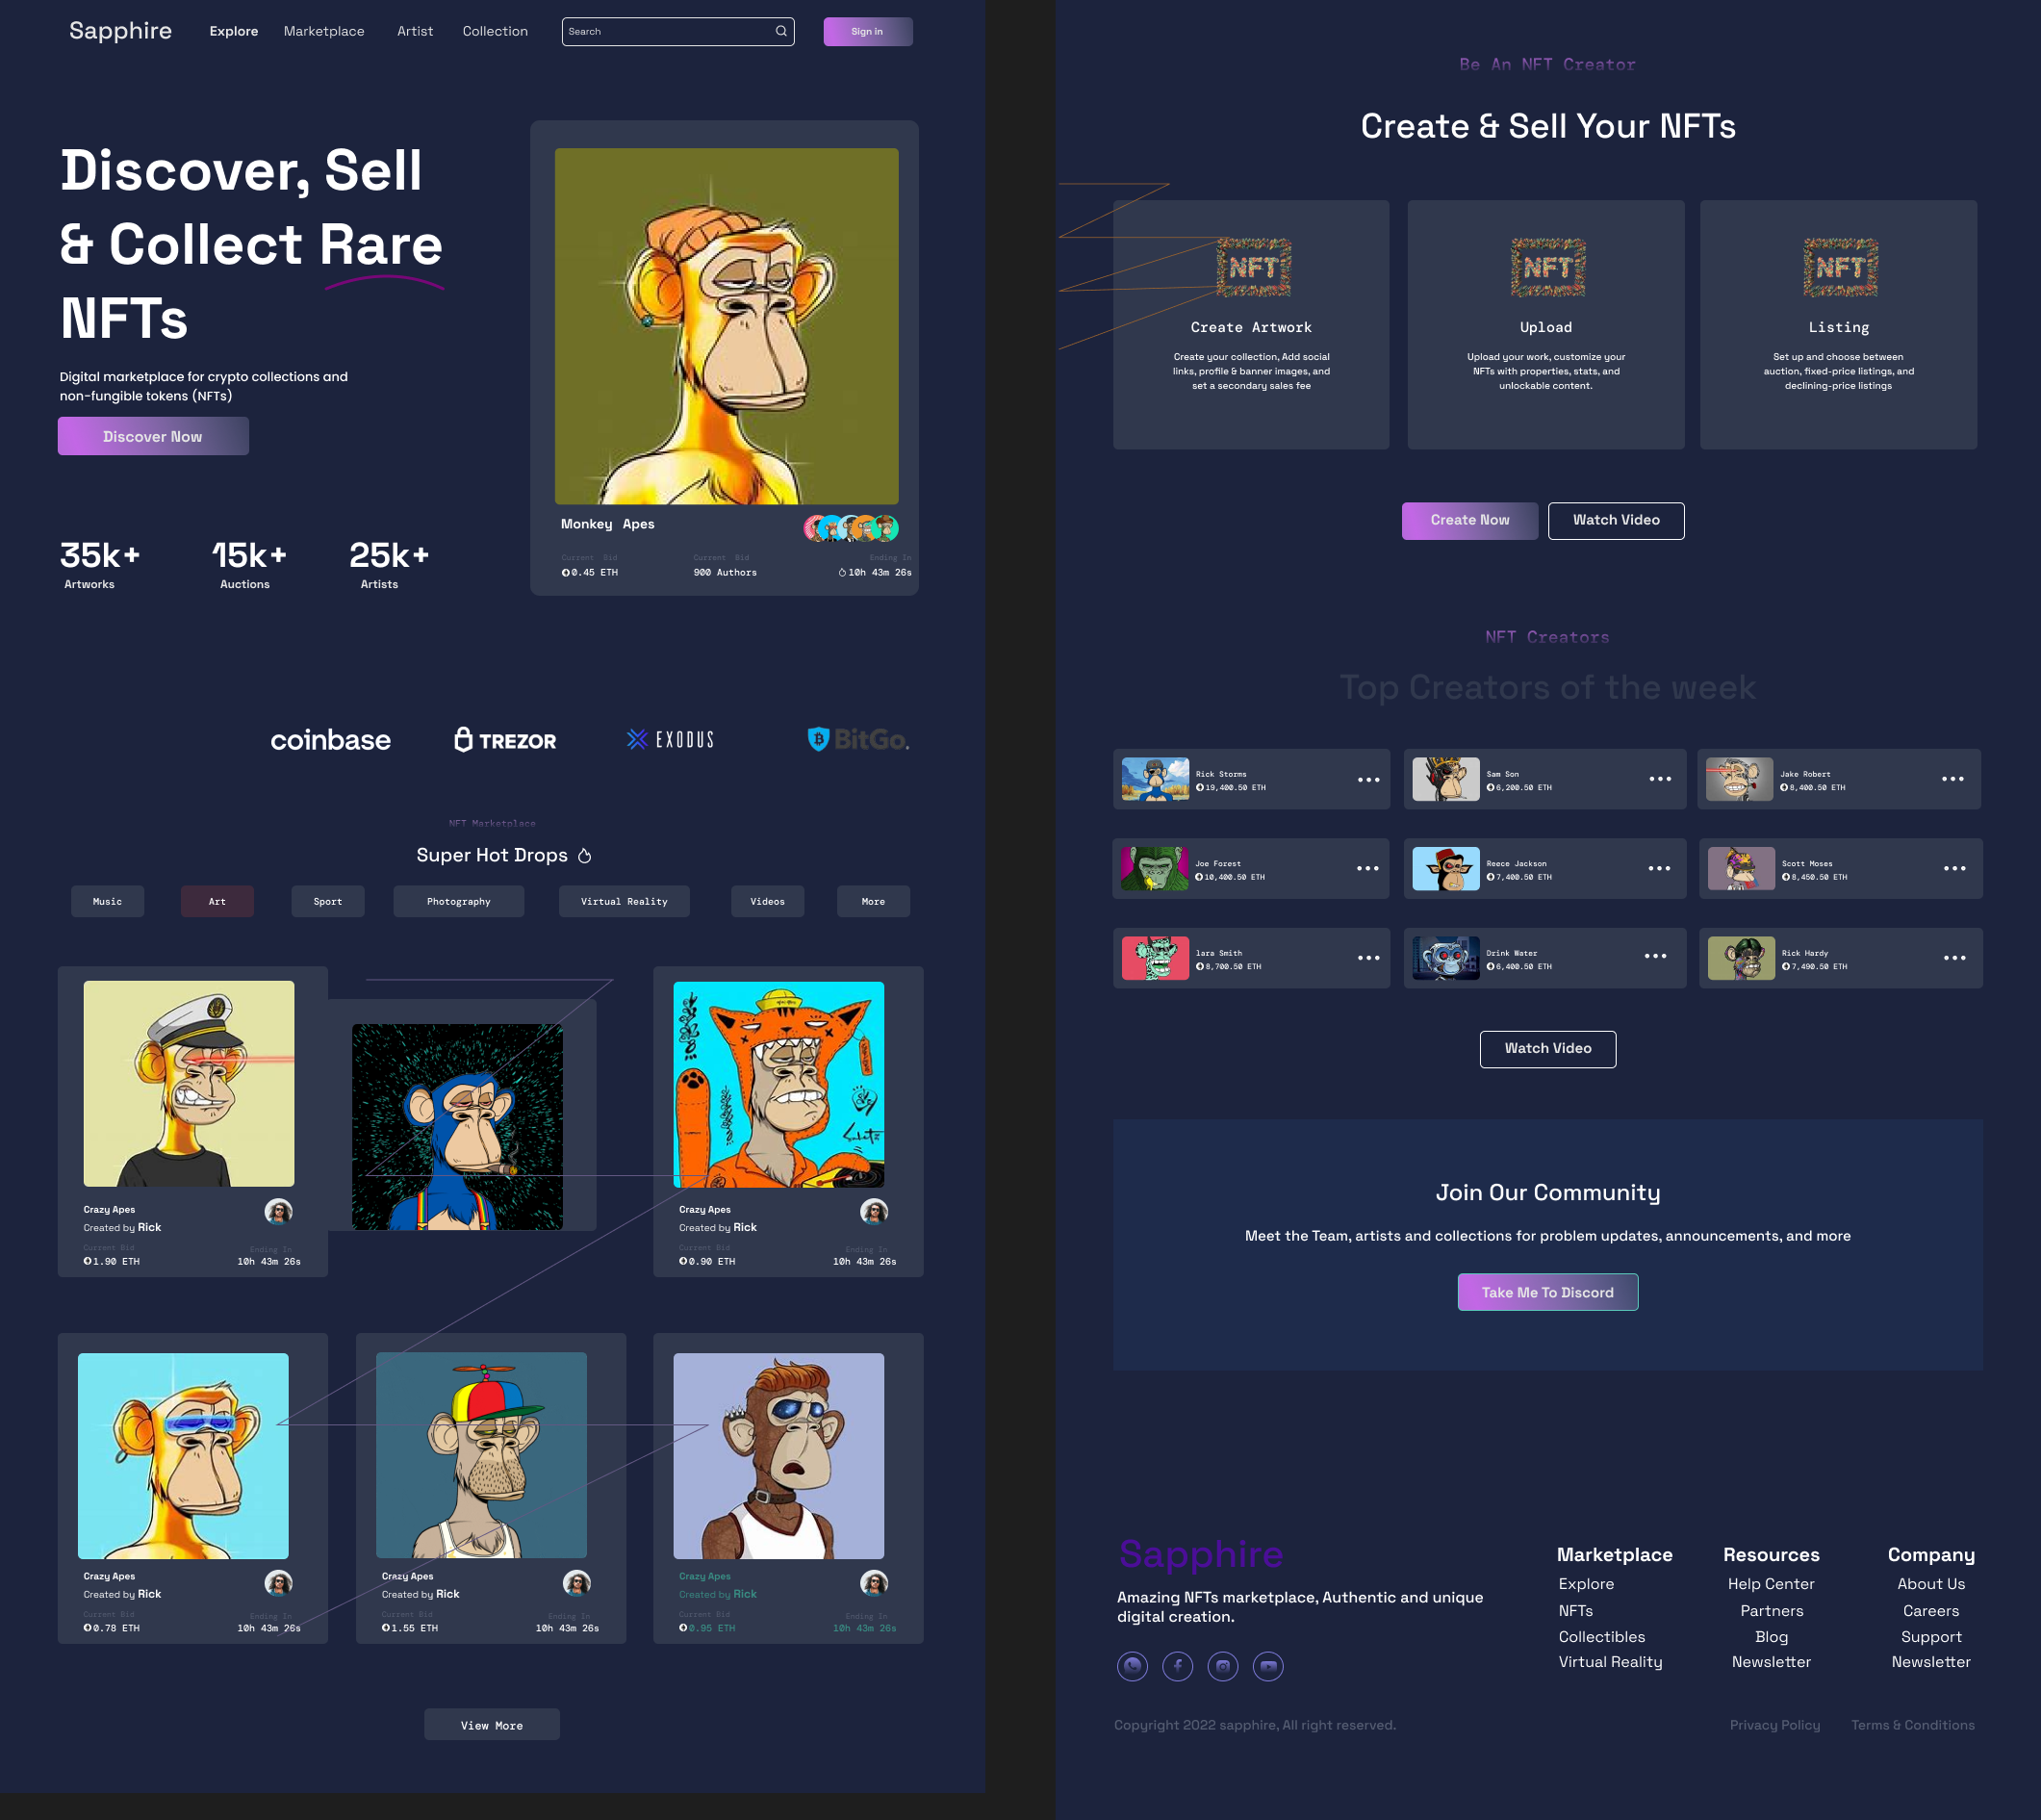 Sapphire
Explore
Marketplace
Artist
Collection
Search
Sign in
Discover, Sell
& Collect Rare
NFTs
Digital marketplace for crypto collections and
non-fungible tokens (NFTs)
Discover Now
35k+
Artworks
15k+
Auctions
25k+
Artists
Monkey Apes
Current Bid
0.45 ETH
Current Bid
900 Authors
Ending In
10h 43m 26s
coinbase
TREZOR
EXODUS
BitGo.
NFT Marketplace
Super Hot Drops
Music
Art
Sport
Photography
Virtual Reality
Videos
More
Crazy Apes
Created by Rick
Current Bid
1.90 ETH
Ending In
10h 43m 26s
Crazy Apes
Created by Rick
Current Bid
0.90 ETH
Ending In
10h 43m 26s
Crazy Apes
Created by Rick
Current Bid
0.78 ETH
Ending In
10h 43m 26s
Crazy Apes
Created by Rick
Current Bid
1.55 ETH
Ending In
10h 43m 26s
Crazy Apes
Created by Rick
Current Bid
0.95 ETH
Ending In
10h 43m 26s
View More
Be An NFT Creator
Create & Sell Your NFTs
NFT
Create Artwork
Create your collection, Add social
links, profile & banner images, and
set a secondary sales fee
NFT
Upload
Upload your work, customize your
NFTs with properties, stats, and
unlockable content.
NFT
Listing
Set up and choose between
auction, fixed-price listings, and
declining-price listings
Create Now
Watch Video
NFT Creators
Top Creators of the week
Rick Storms
19,400.50 ETH
Sam Son
6,200.50 ETH
Jake Robert
8,400.50 ETH
Joe Forest
10,400.50 ETH
Reece Jackson
7,400.50 ETH
Scott Moses
8,450.50 ETH
lara Smith
8,700.50 ETH
Drink Water
6,400.50 ETH
Rick Hardy
7,490.50 ETH
Watch Video
Join Our Community
Meet the Team, artists and collections for problem updates, announcements, and more
Take Me To Discord
Sapphire
Amazing NFTs marketplace, Authentic and unique
digital creation.
Marketplace
Explore
NFTs
Collectibles
Virtual Reality
Resources
Help Center
Partners
Blog
Newsletter
Company
About Us
Careers
Support
Newsletter
Copyright 2022 sapphire, All right reserved.
Privacy Policy
Terms & Conditions